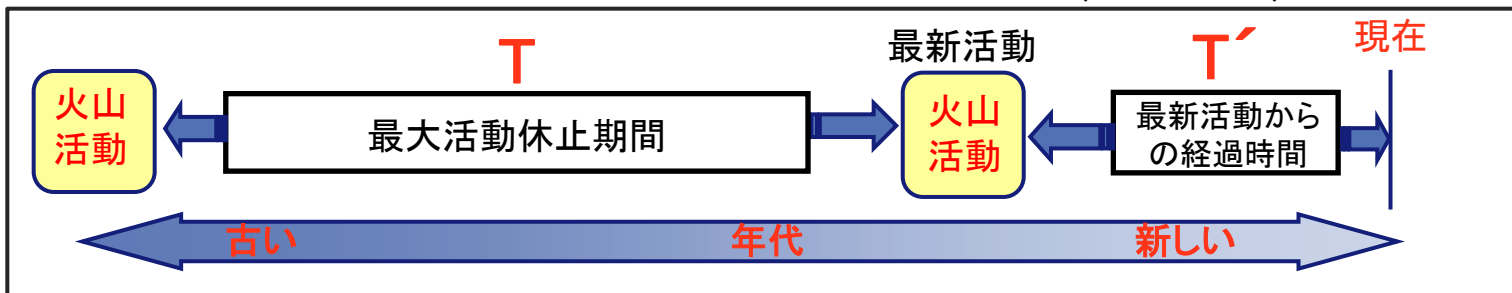 T
最新活動
T´
現在
火山
活動
最大活動休止期間
火山
活動
最新活動から
の経過時間
古い
年代
新しい